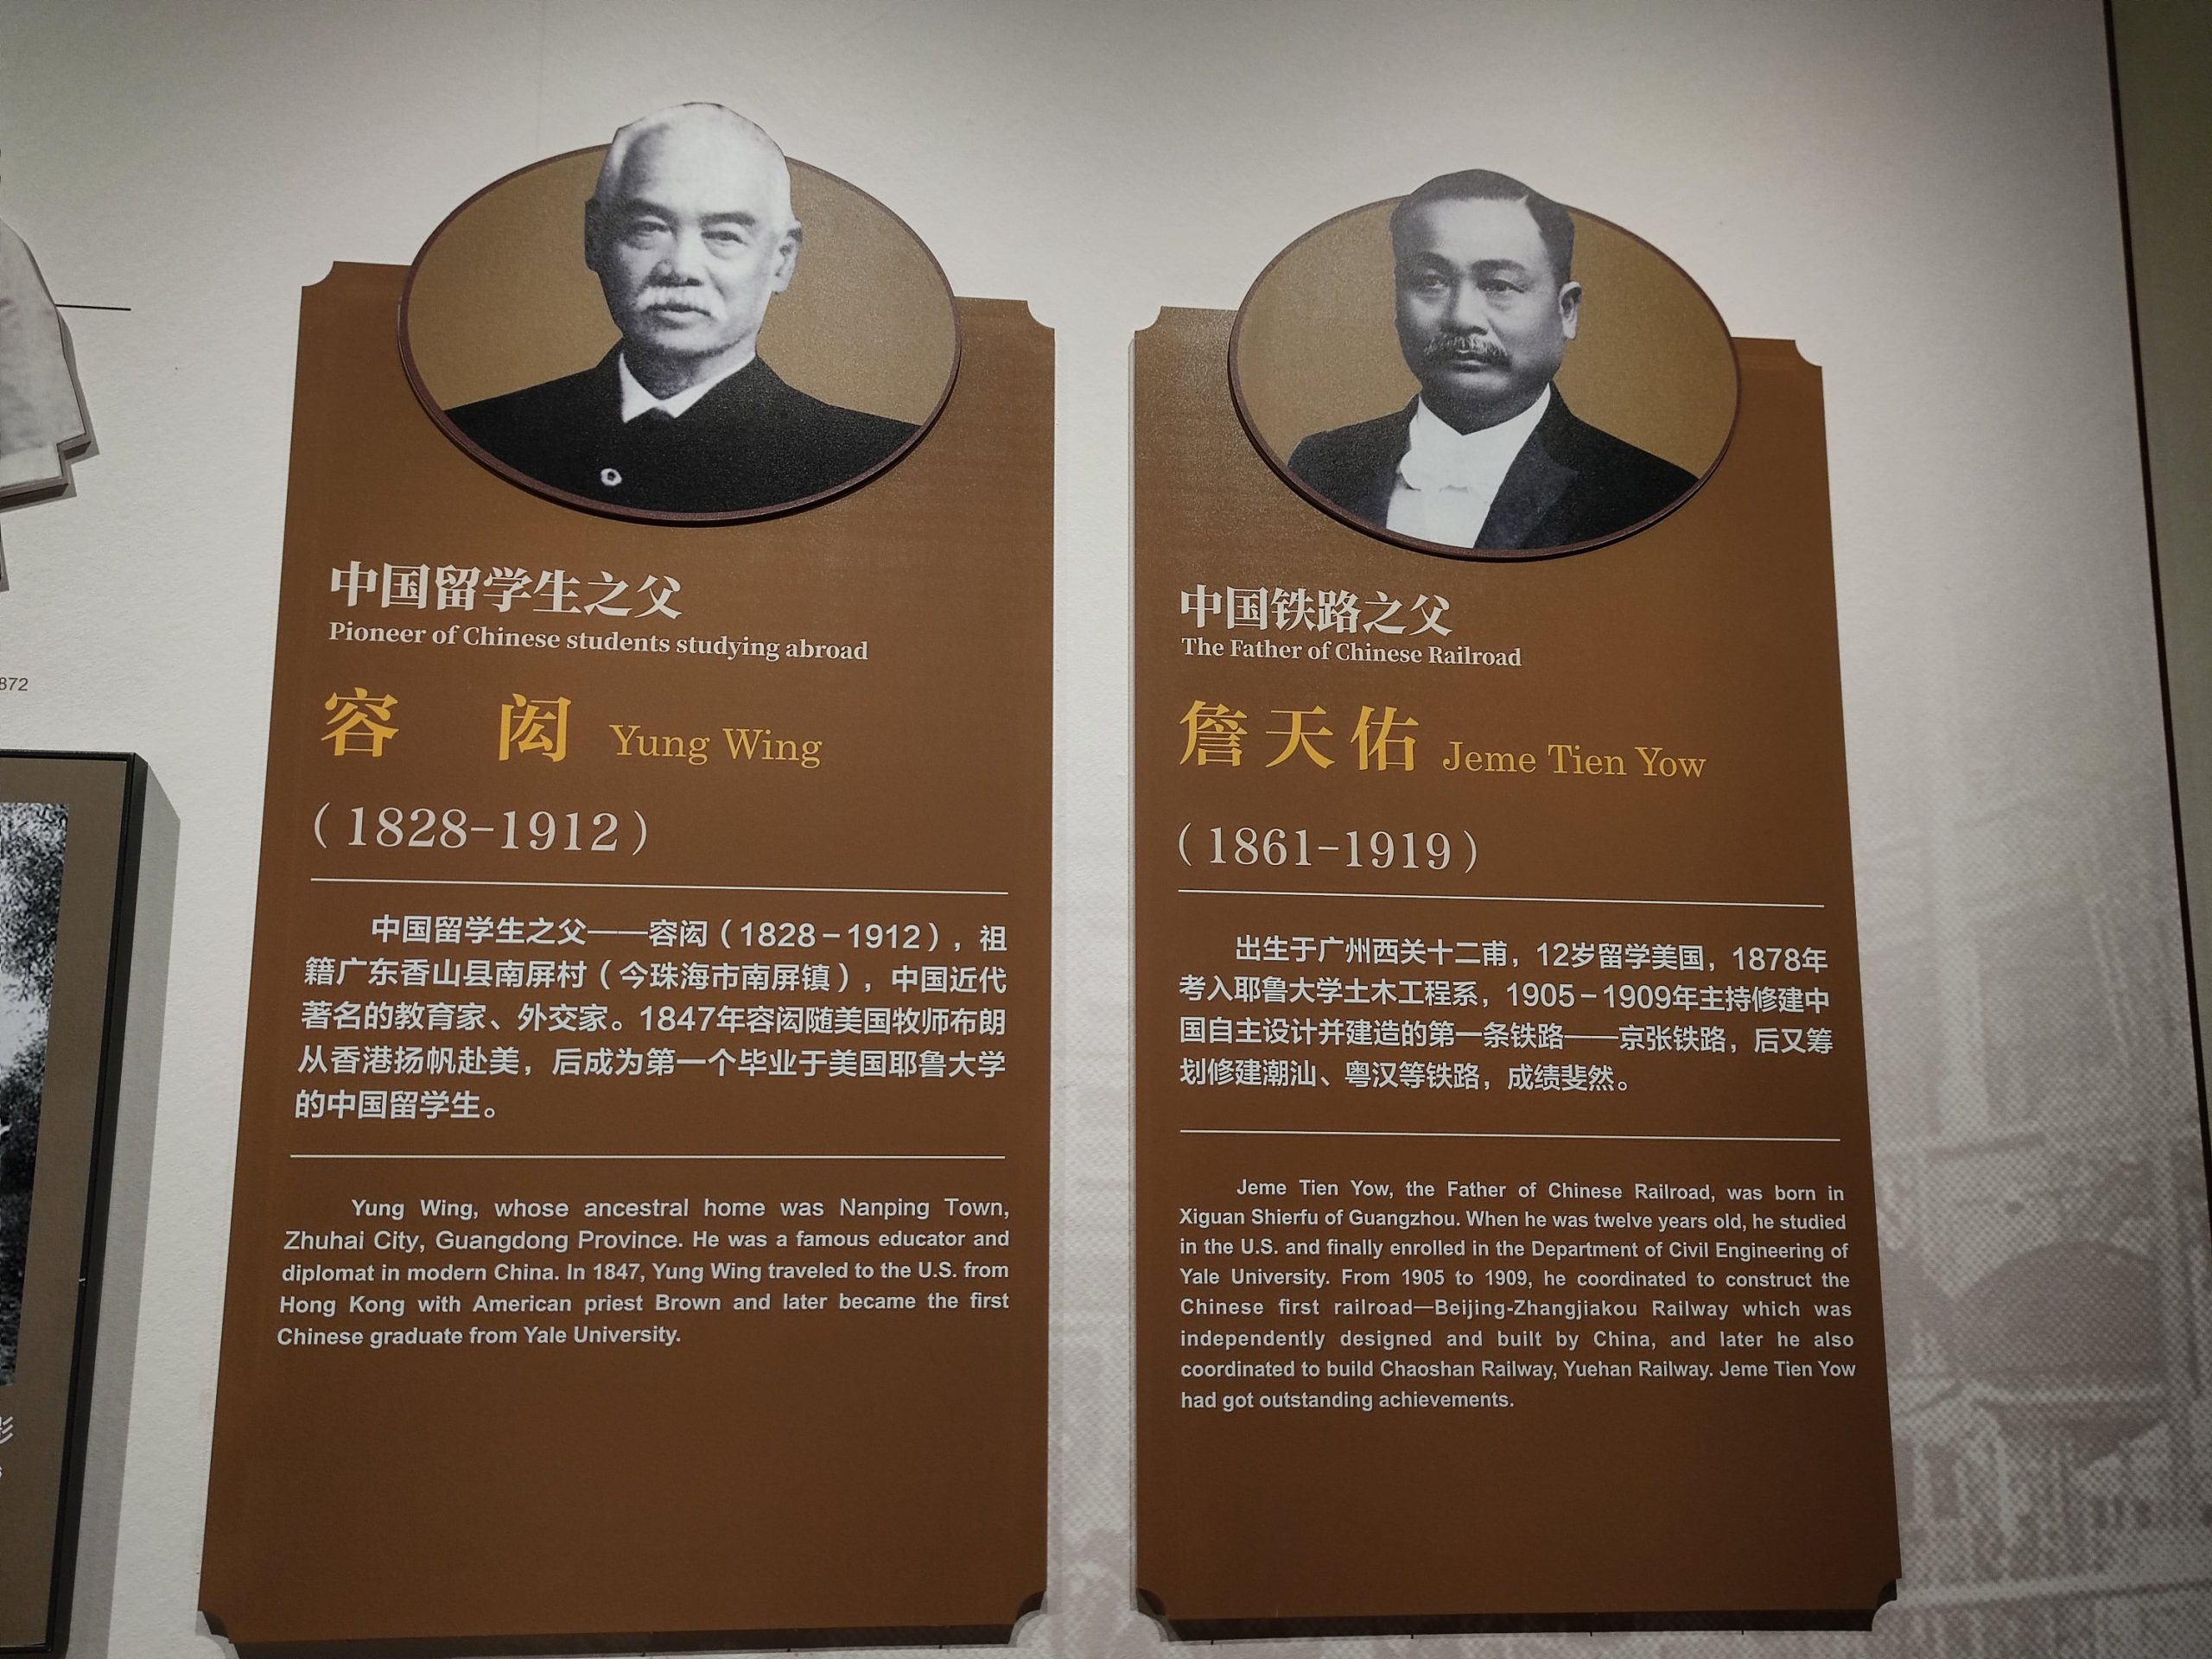 872
中国留学生之父
Pioneer of Chinese students studying abroad
容 闳 Yung Wing
（1828-1912）
中国留学生之父——容闳（1828-1912），祖
籍广东香山县南屏村（今珠海市南屏镇），中国近代
著名的教育家、外交家。1847年容闳随美国牧师布朗
从香港扬帆赴美，后成为第一个毕业于美国耶鲁大学
的中国留学生。
Yung Wing, whose ancestral home was Nanping Town,
Zhuhai City, Guangdong Province. He was a famous educator and
diplomat in modern China. In 1847, Yung Wing traveled to the U.S. from
Hong Kong with American priest Brown and later became the first
Chinese graduate from Yale University.
中国铁路之父
The Father of Chinese Railroad
詹天佑 Jeme Tien Yow
（1861-1919）
出生于广州西关十二甫，12岁留学美国，1878年
考入耶鲁大学土木工程系，1905-1909年主持修建中
国自主设计并建造的第一条铁路——京张铁路，后又筹
划修建潮汕、粤汉等铁路，成绩斐然。
Jeme Tien Yow, the Father of Chinese Railroad, was born in
Xiguan Shierfu of Guangzhou. When he was twelve years old, he studied
in the U.S. and finally enrolled in the Department of Civil Engineering of
Yale University. From 1905 to 1909, he coordinated to construct the
Chinese first railroad—Beijing-Zhangjiakou Railway which was
independently designed and built by China, and later he also
coordinated to build Chaoshan Railway, Yuehan Railway. Jeme Tien Yow
had got outstanding achievements.